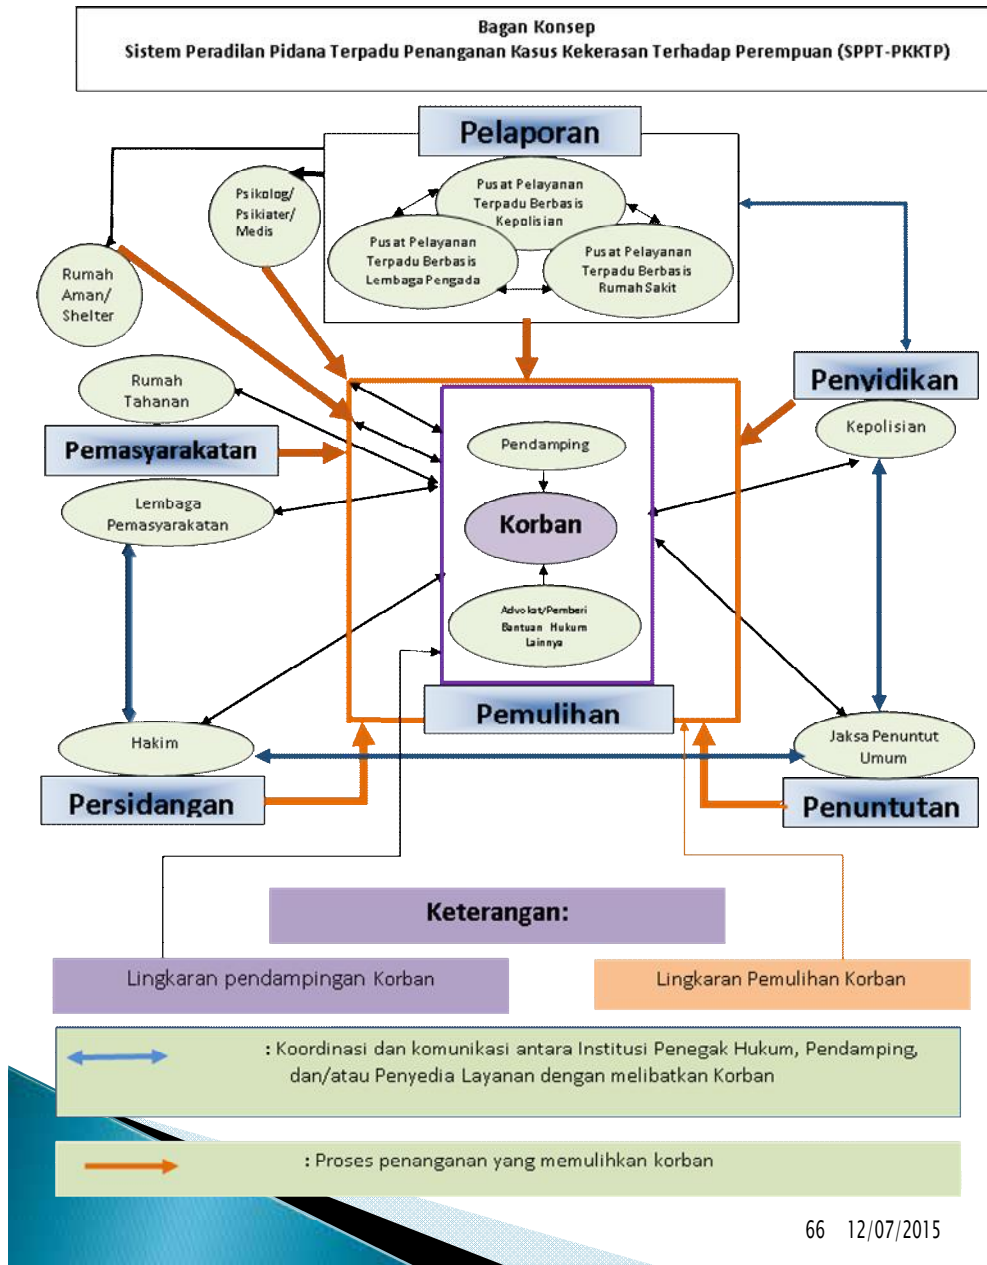 Bagan Konsep
Sistem Peradilan Pidana Terpadu Penanganan Kasus Kekerasan Terhadap Perempuan (SPPT-PKKTP)
Pelaporan
Pusat Pelayanan
Terpadu Berbasis
Kepolisian
Psikolog/
Psikiater/
Medis
Pusat Pelayanan
Terpadu Berbasis
Lembaga Pengada
Pusat Pelayanan
Terpadu Berbasis
Rumah Sakit
Rumah
Aman/
Shelter
Rumah
Tahanan
Penyidikan
Kepolisian
Pemasyarakatan
Pendamping
Lembaga
Pemasyarakatan
Korban
Advokat/Pemberi
Bantuan Hukum
Lainnya
Pemulihan
Hakim
Jaksa Penuntut
Umum
Persidangan
Penuntutan
Keterangan:
Lingkaran pendampingan Korban
Lingkaran Pemulihan Korban
: Koordinasi dan komunikasi antara Institusi Penegak Hukum, Pendamping,
dan/atau Penyedia Layanan dengan melibatkan Korban
: Proses penanganan yang memulihkan korban
66 12/07/2015